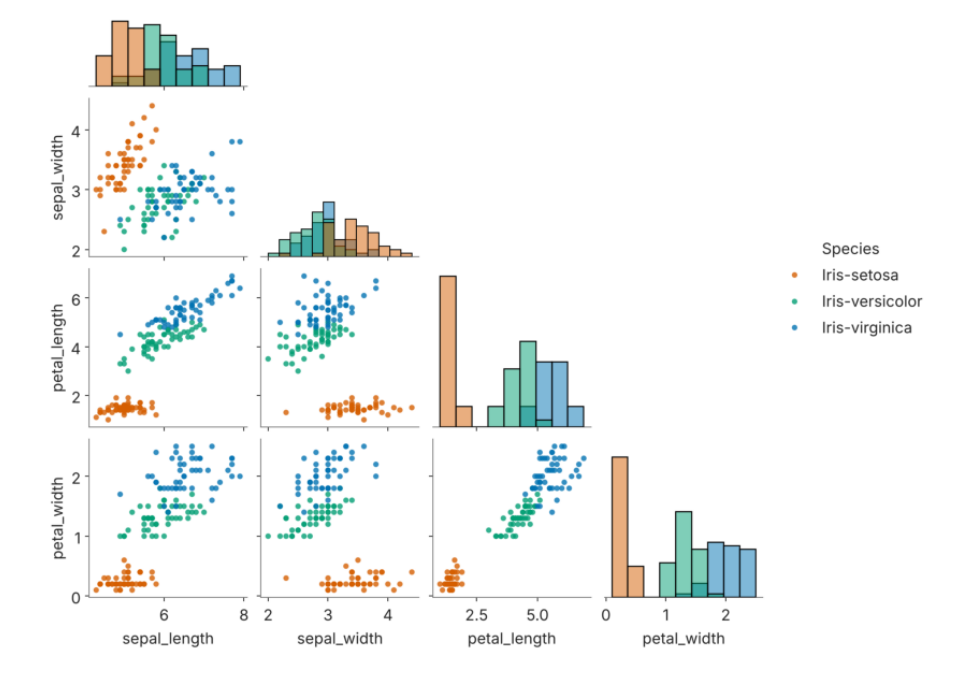 sepal_width
4
3
2
petal_length
6
4
2
petal_width
2
1
0
6
8
2
3
4
2.5
5.0
0
1
2
sepal_length
sepal_width
petal_length
petal_width
Species
Iris-setosa
Iris-versicolor
Iris-virginica